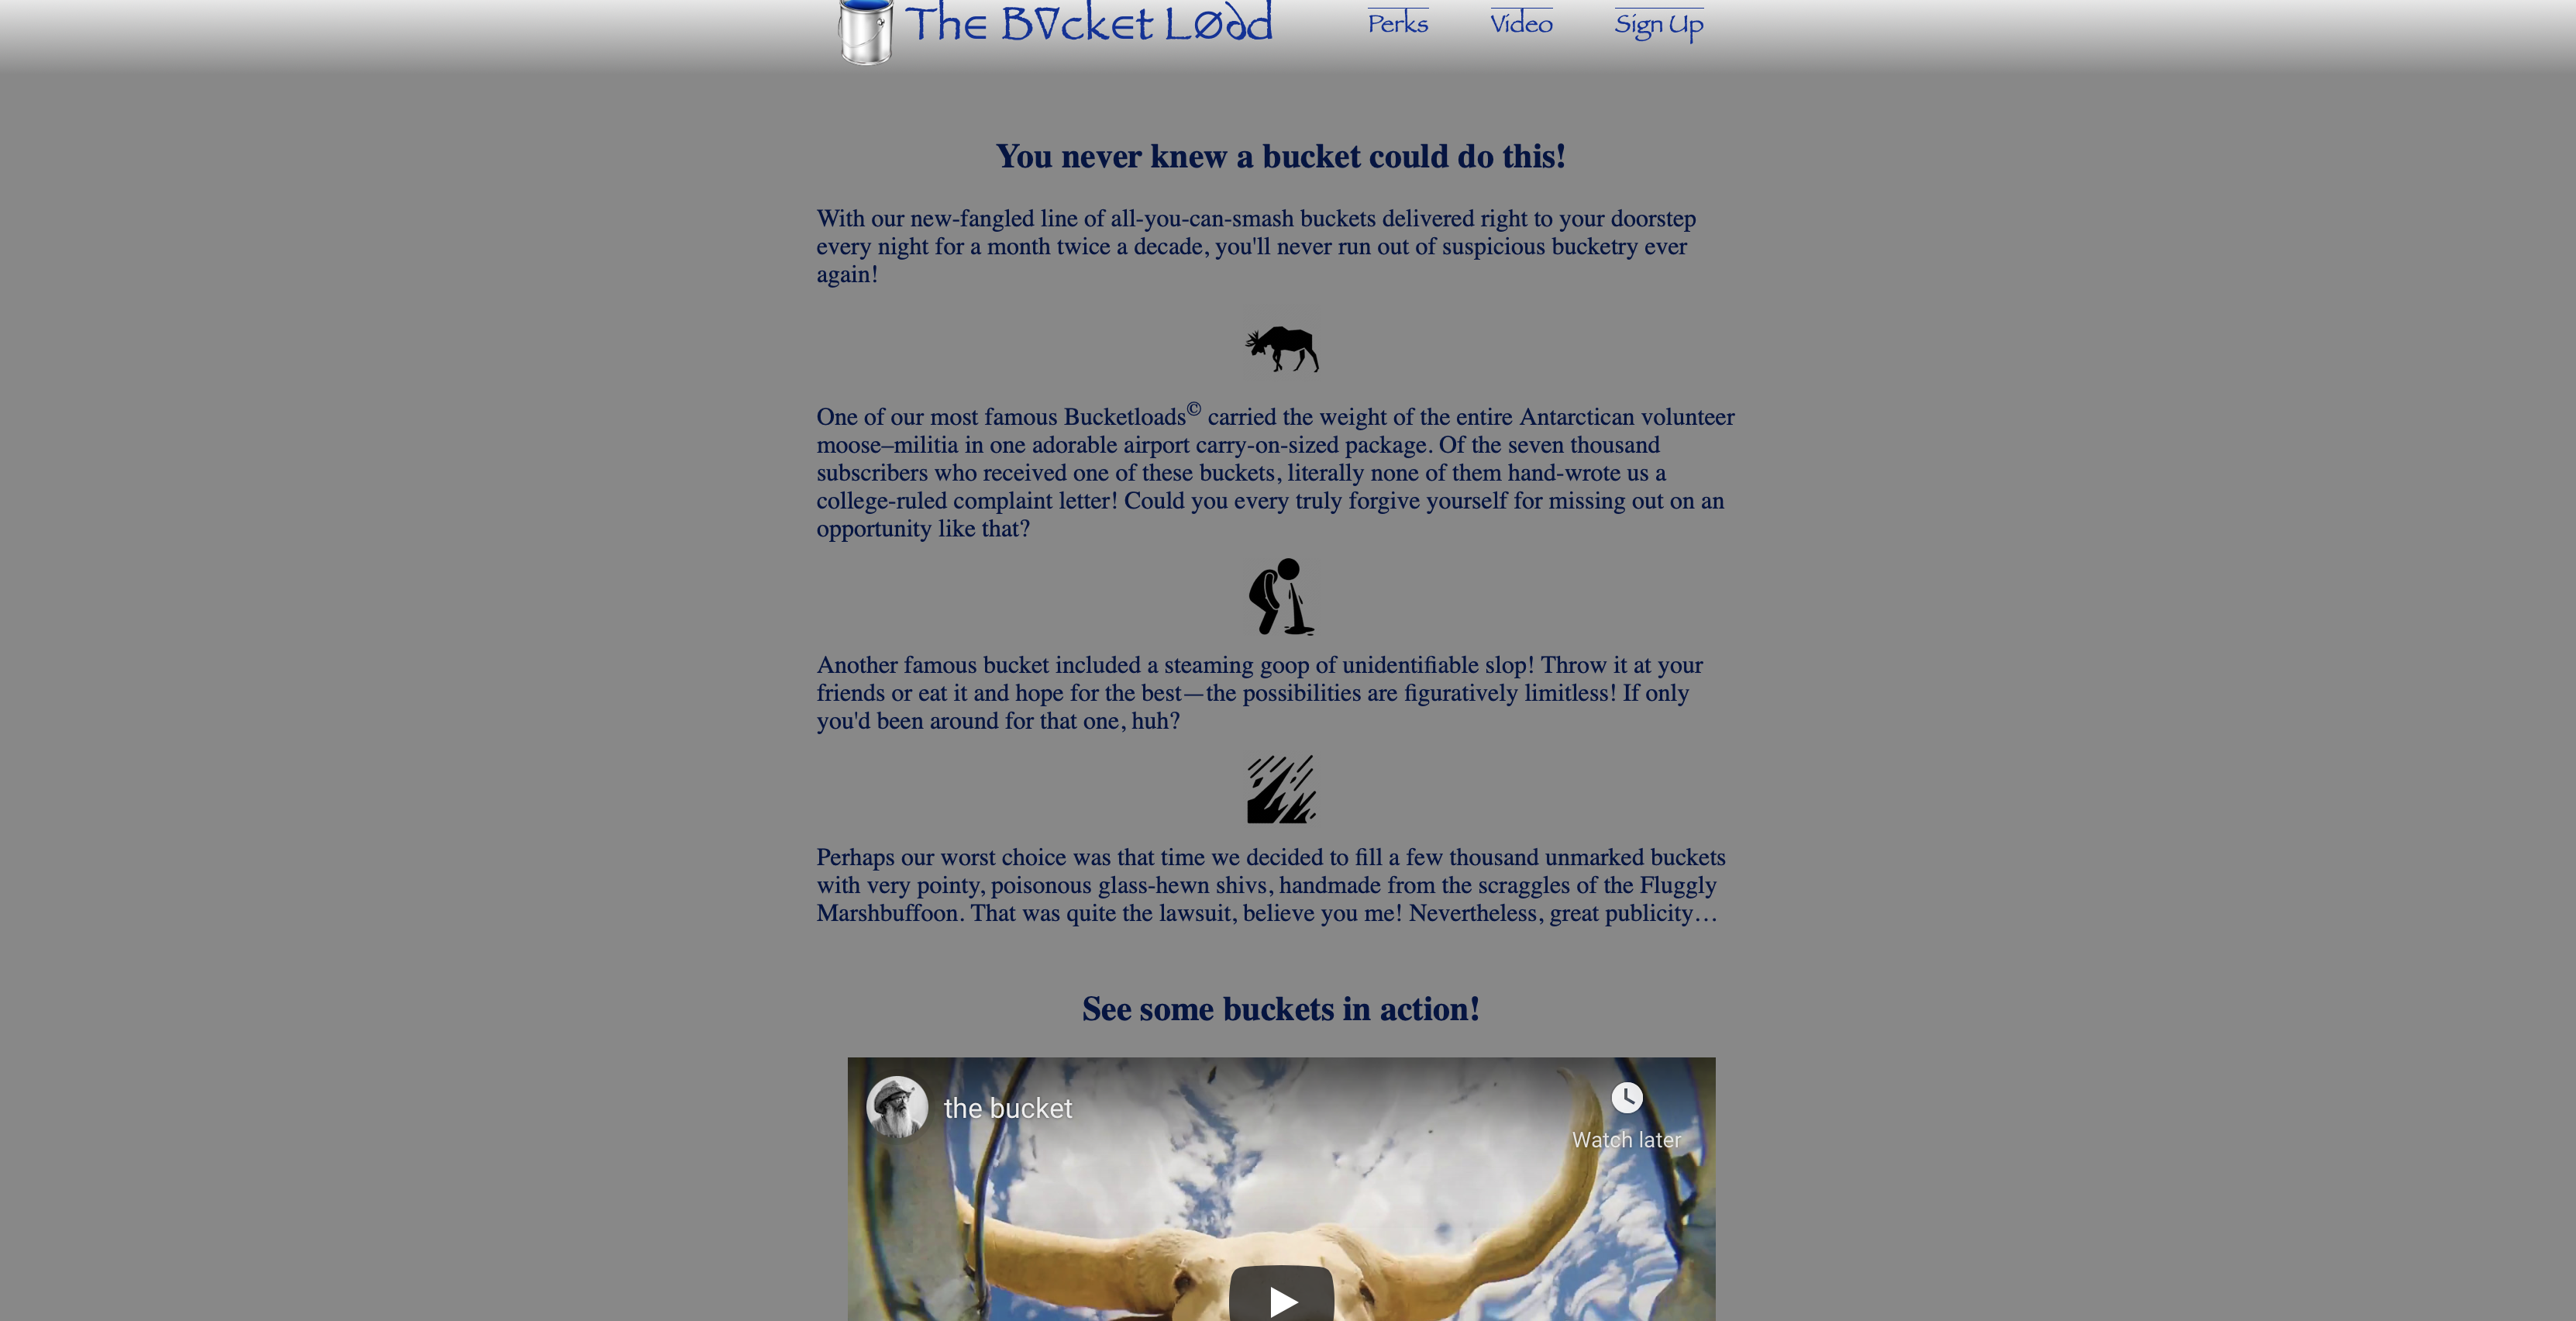 The B∇cket LØ∂d
Perks
Video
Sign Up
You never knew a bucket could do this!
With our new-fangled line of all-you-can-smash buckets delivered right to your doorstep
every night for a month twice a decade, you'll never run out of suspicious bucketry ever
again!
One of our most famous Bucketloads© carried the weight of the entire Antarctican volunteer
moose–militia in one adorable airport carry-on-sized package. Of the seven thousand
subscribers who received one of these buckets, literally none of them hand-wrote us a
college-ruled complaint letter! Could you every truly forgive yourself for missing out on an
opportunity like that?
Another famous bucket included a steaming goop of unidentifiable slop! Throw it at your
friends or eat it and hope for the best—the possibilities are figuratively limitless! If only
you'd been around for that one, huh?
Perhaps our worst choice was that time we decided to fill a few thousand unmarked buckets
with very pointy, poisonous glass-hewn shivs, handmade from the scraggles of the Fluggly
Marshbuffoon. That was quite the lawsuit, believe you me! Nevertheless, great publicity…
See some buckets in action!
the bucket
Watch later